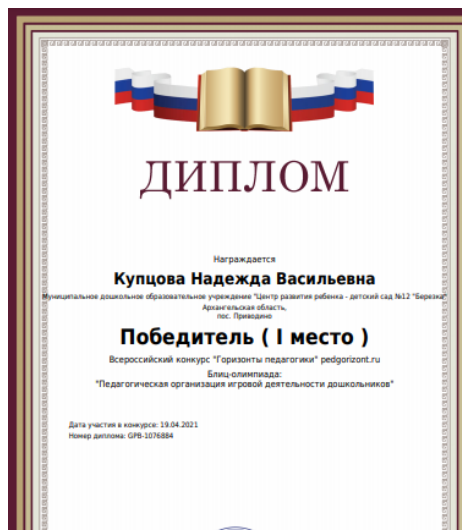 ДИПЛОМ
Награждается
Купцова Надежда Васильевна
Муниципальное дошкольное образовательное учреждение "Центр развития ребенка - детский сад №12 "Березка"
Архангельская область,
пос. Приводино
Победитель ( I место )
Всероссийский конкурс "Горизонты педагогики" pedgorizont.ru
Блиц-олимпиада:
"Педагогическая организация игровой деятельности дошкольников"
Дата участия в конкурсе: 19.04.2021
Номер диплома: GPB-1076884